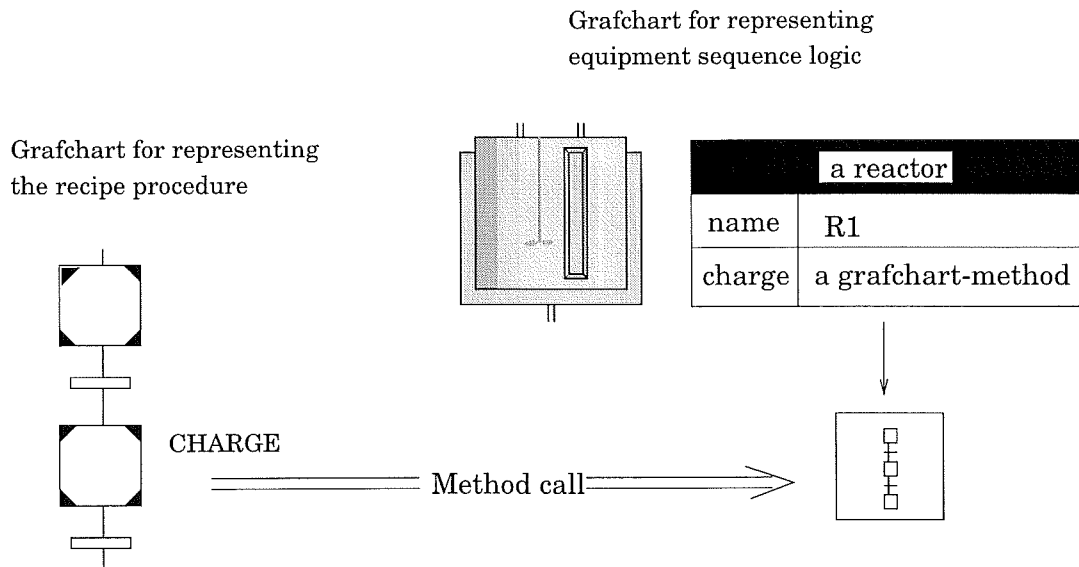 Grafchart for representing
equipment sequence logic
Grafchart for representing
the recipe procedure
a reactor
name R1
charge a grafchart-method
CHARGE
Method call